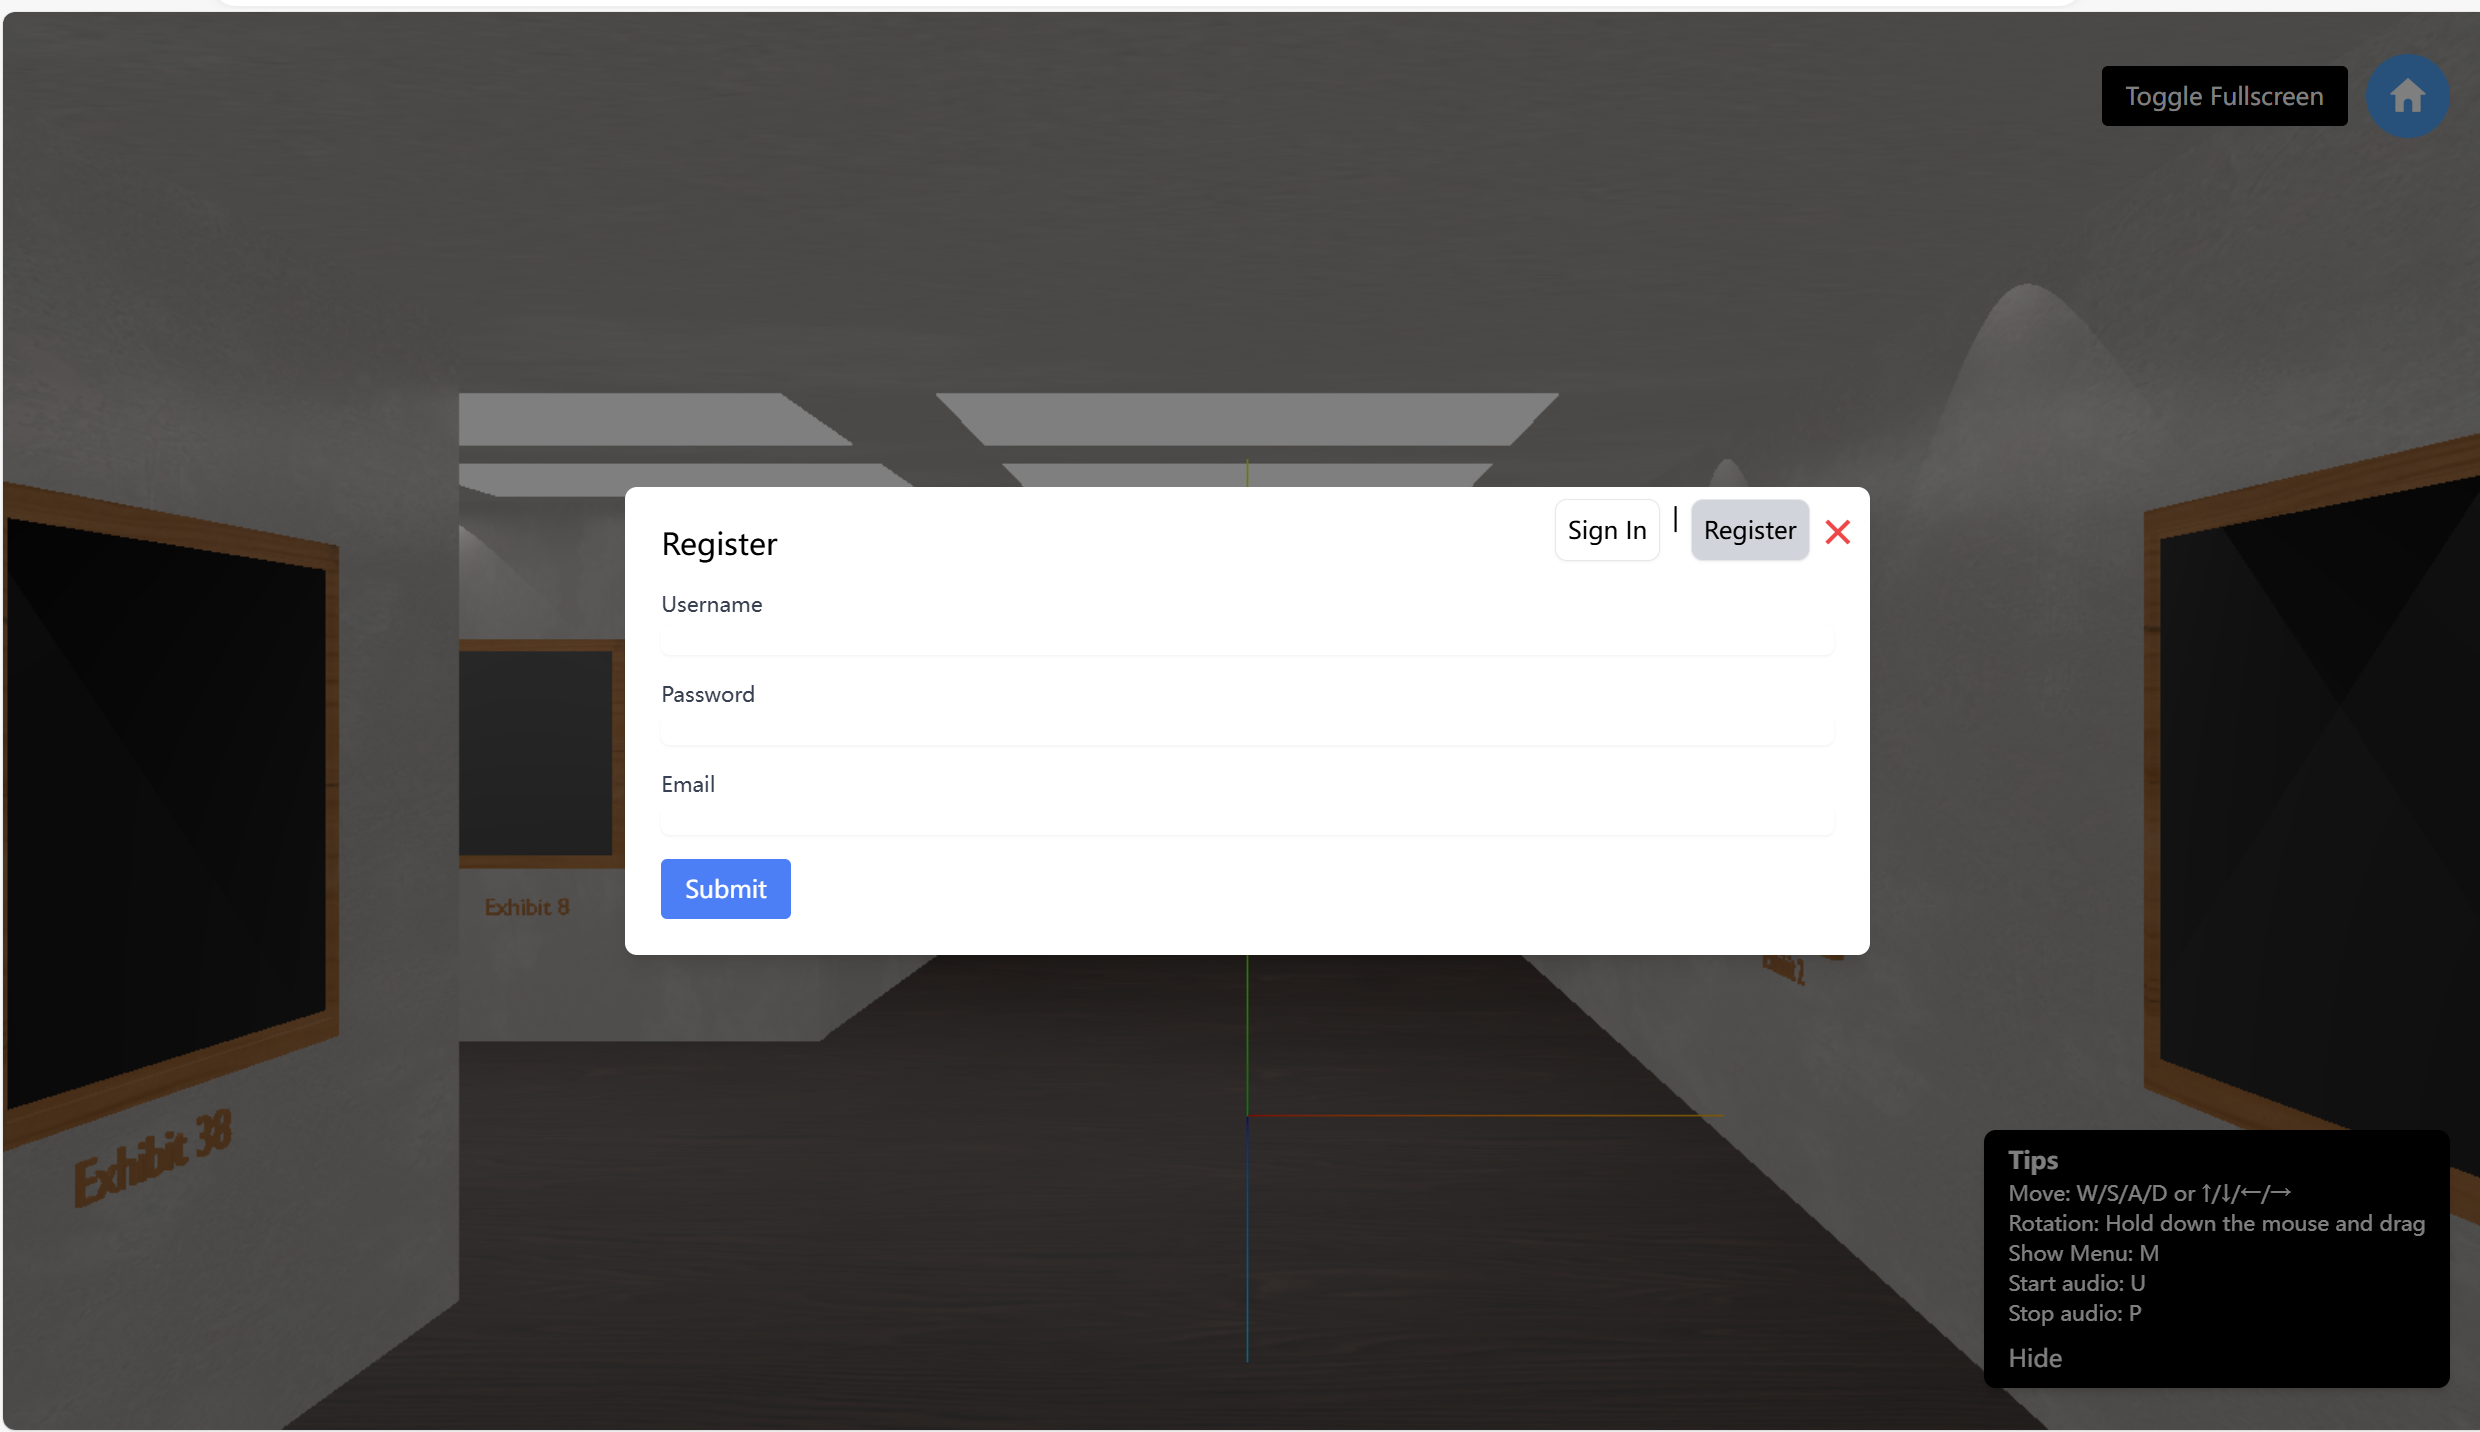 Toggle Fullscreen
Sign In | Register
Register
Username
Password
Email
Submit
Exhibit 8
Exhibit 38
Tips
Move: W/S/A/D or ↑/↓/←/→
Rotation: Hold down the mouse and drag
Show Menu: M
Start audio: U
Stop audio: P
Hide